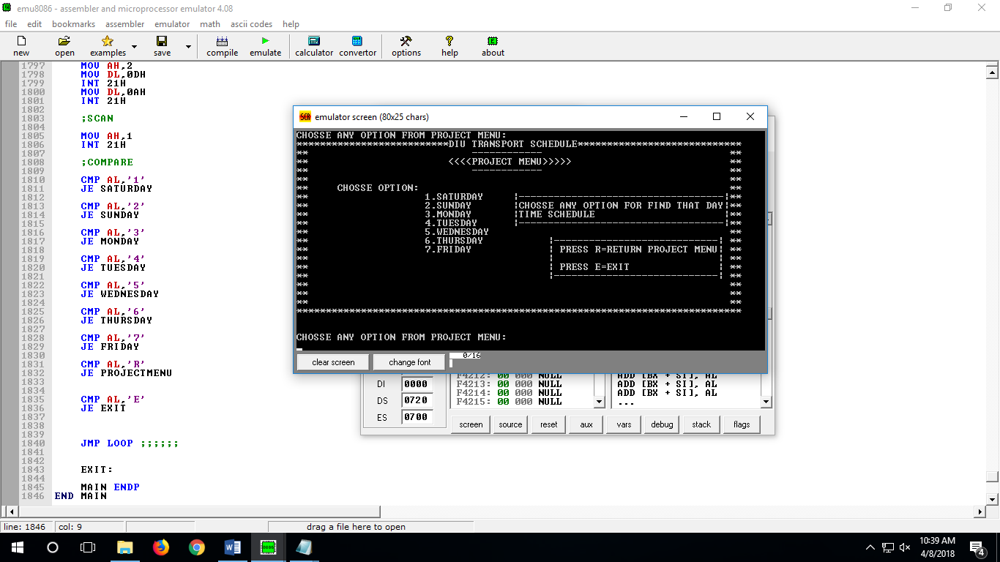 emu8086 - assembler and microprocessor emulator 4.08
file edit bookmarks assembler emulator math ascii codes help
new open examples save compile emulate calculator convertor options help about
1797 MOV AH,2
1798 MOV DL,0DH
1799 INT 21H
1800 MOV DL,0AH
1801 INT 21H
1802
1803 ;SCAN
1804
1805 MOV AH,1
1806 INT 21H
1807
1808 ;COMPARE
1809
1810 CMP AL,'1'
1811 JE SATURDAY
1812
1813 CMP AL,'2'
1814 JE SUNDAY
1815
1816 CMP AL,'3'
1817 JE MONDAY
1818
1819 CMP AL,'4'
1820 JE TUESDAY
1821
1822 CMP AL,'5'
1823 JE WEDNESDAY
1824
1825 CMP AL,'6'
1826 JE THURSDAY
1827
1828 CMP AL,'7'
1829 JE FRIDAY
1830
1831 CMP AL,'R'
1832 JE PROJECTMENU
1833
1834
1835 CMP AL,'E'
1836 JE EXIT
1837
1838
1839
1840 JMP LOOP ;;;;;;
1841
1842
1843 EXIT:
1844
1845 MAIN ENDP
1846 END MAIN
emulator screen (80x25 chars)
CHOSSE ANY OPTION FROM PROJECT MENU:
**************************DIU TRANSPORT SCHEDULE****************************
** ------------ **
** <<<<PROJECT MENU>>>>> **
** ------------ **
** **
** CHOSSE OPTION: **
** 1.SATURDAY |-----------------------------------|**
** 2.SUNDAY |CHOSSE ANY OPTION FOR FIND THAT DAY|**
** 3.MONDAY |TIME SCHEDULE |**
** 4.TUESDAY |-----------------------------------|**
** 5.WEDNESDAY **
** 6.THURSDAY |----------------------------| **
** 7.FRIDAY | PRESS R=RETURN PROJECT MENU| **
** | | **
** | PRESS E=EXIT | **
** |----------------------------| **
** **
** **
** **
****************************************************************************
CHOSSE ANY OPTION FROM PROJECT MENU:
clear screen change font 0/16
DI 0000
DS 0720
ES 0700
F4212: 00 000 NULL
F4213: 00 000 NULL
F4214: 00 000 NULL
F4215: 00 000 NULL
ADD [BX + SI], AL
ADD [BX + SI], AL
ADD [BX + SI], AL
...
screen source reset aux vars debug stack flags
line: 1846 col: 9 drag a file here to open
10:39 AM
4/8/2018
4